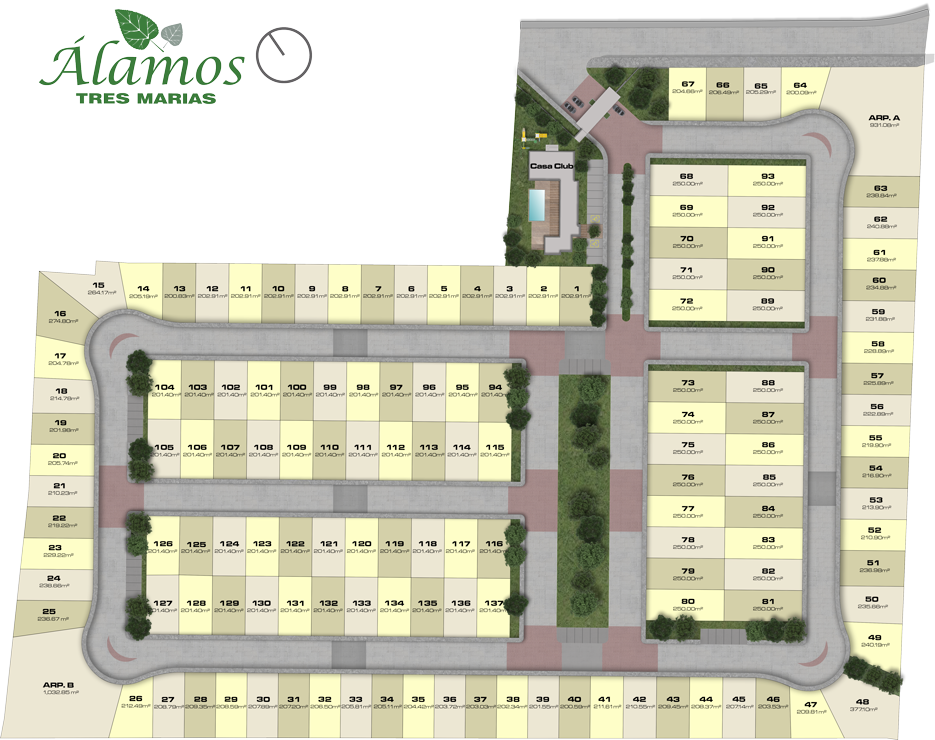 Álamos
TRES MARIAS
67
204.66m²
66
206.49m²
65
205.29m²
64
200.09m²
ARP. A
931.08m²
Casa Club
68
250.00m²
93
250.00m²
69
250.00m²
92
250.00m²
70
250.00m²
91
250.00m²
71
250.00m²
90
250.00m²
72
250.00m²
89
250.00m²
63
238.84m²
62
240.88m²
61
237.88m²
60
234.88m²
59
231.88m²
58
228.89m²
57
225.89m²
56
222.89m²
55
219.90m²
54
216.90m²
53
213.90m²
52
210.90m²
51
236.98m²
50
235.66m²
49
240.19m²
48
377.10m²
15
264.17m²
14
205.19m²
13
200.83m²
12
202.91m²
11
202.91m²
10
202.91m²
9
202.91m²
8
202.91m²
7
202.91m²
6
202.91m²
5
202.91m²
4
202.91m²
3
202.91m²
2
202.91m²
1
202.91m²
16
274.80m²
17
204.78m²
18
214.78m²
19
201.98m²
20
205.74m²
21
210.23m²
22
219.22m²
23
229.22m²
24
238.66m²
25
236.67m²
ARP. B
1,032.85m²
104
201.40m²
103
201.40m²
102
201.40m²
101
201.40m²
100
201.40m²
99
201.40m²
98
201.40m²
97
201.40m²
96
201.40m²
95
201.40m²
94
201.40m²
105
201.40m²
106
201.40m²
107
201.40m²
108
201.40m²
109
201.40m²
110
201.40m²
111
201.40m²
112
201.40m²
113
201.40m²
114
201.40m²
115
201.40m²
126
201.40m²
125
201.40m²
124
201.40m²
123
201.40m²
122
201.40m²
121
201.40m²
120
201.40m²
119
201.40m²
118
201.40m²
117
201.40m²
116
201.40m²
127
201.40m²
128
201.40m²
129
201.40m²
130
201.40m²
131
201.40m²
132
201.40m²
133
201.40m²
134
201.40m²
135
201.40m²
136
201.40m²
137
201.40m²
73
250.00m²
88
250.00m²
74
250.00m²
87
250.00m²
75
250.00m²
86
250.00m²
76
250.00m²
85
250.00m²
77
250.00m²
84
250.00m²
78
250.00m²
83
250.00m²
79
250.00m²
82
250.00m²
80
250.00m²
81
250.00m²
26
212.49m²
27
208.79m²
28
209.35m²
29
208.59m²
30
207.89m²
31
207.20m²
32
206.50m²
33
205.81m²
34
205.11m²
35
204.42m²
36
203.72m²
37
203.03m²
38
202.34m²
39
201.55m²
40
200.59m²
41
211.61m²
42
210.55m²
43
209.45m²
44
208.37m²
45
207.14m²
46
203.53m²
47
209.81m²